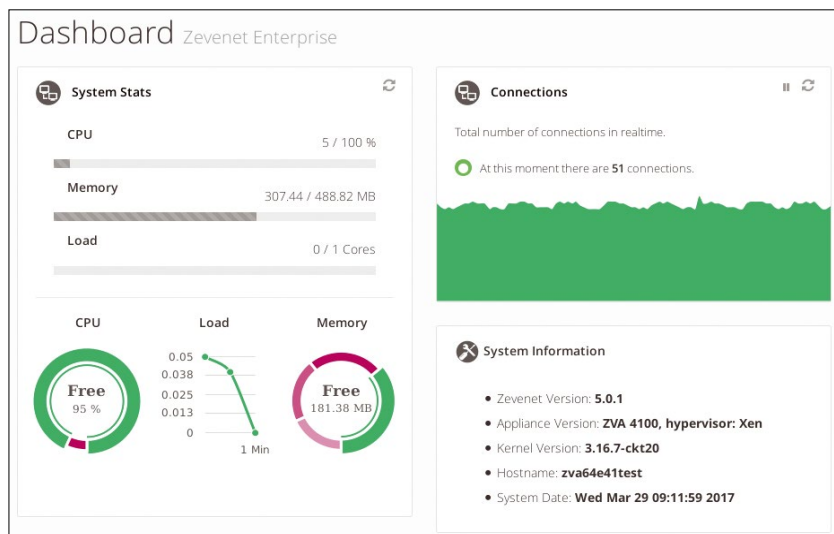 Dashboard Zevenet Enterprise
System Stats
CPU
5 / 100 %
Memory
307.44 / 488.82 MB
Load
0 / 1 Cores
CPU
Load
Memory
Free
95 %
0.05
0.038
0.025
0.013
0
1 Min
Free
181.38 MB
Connections
Total number of connections in realtime.
At this moment there are 51 connections.
System Information
Zevenet Version: 5.0.1
Appliance Version: ZVA 4100, hypervisor: Xen
Kernel Version: 3.16.7-ckt20
Hostname: zva64e41test
System Date: Wed Mar 29 09:11:59 2017